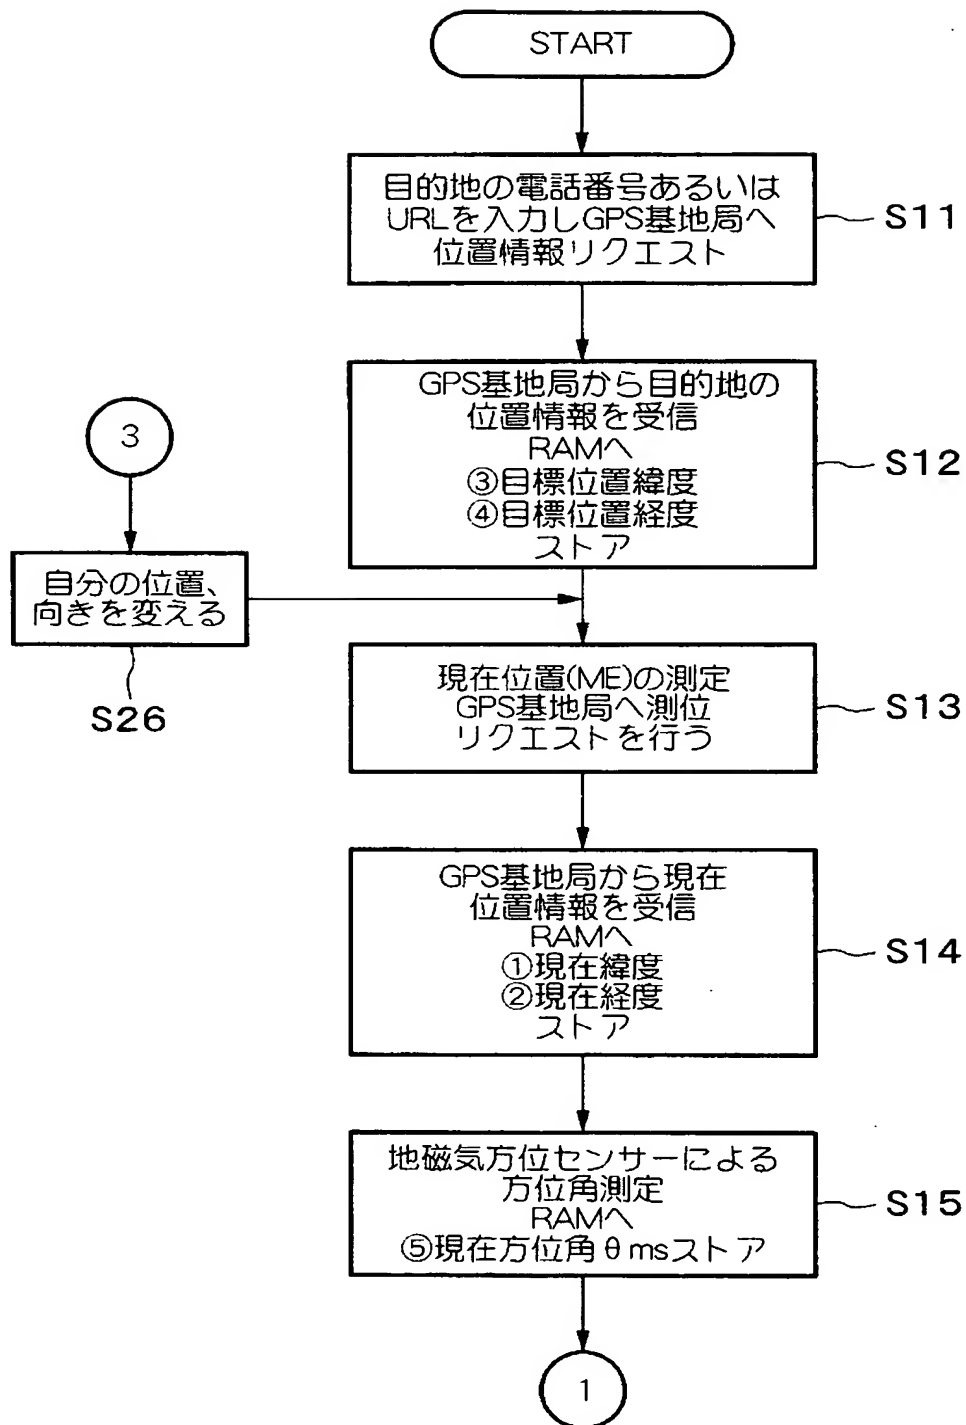 START
目的地の電話番号あるいは
URLを入力しGPS基地局へ
位置情報リクエスト
S11
GPS基地局から目的地の
位置情報を受信
RAMへ
③目標位置緯度
④目標位置経度
ストア
S12
3
自分の位置、
向きを変える
S26
現在位置(ME)の測定
GPS基地局へ測位
リクエストを行う
S13
GPS基地局から現在
位置情報を受信
RAMへ
①現在緯度
②現在経度
ストア
S14
地磁気方位センサーによる
方位角測定
RAMへ
⑤現在方位角θmsストア
S15
1